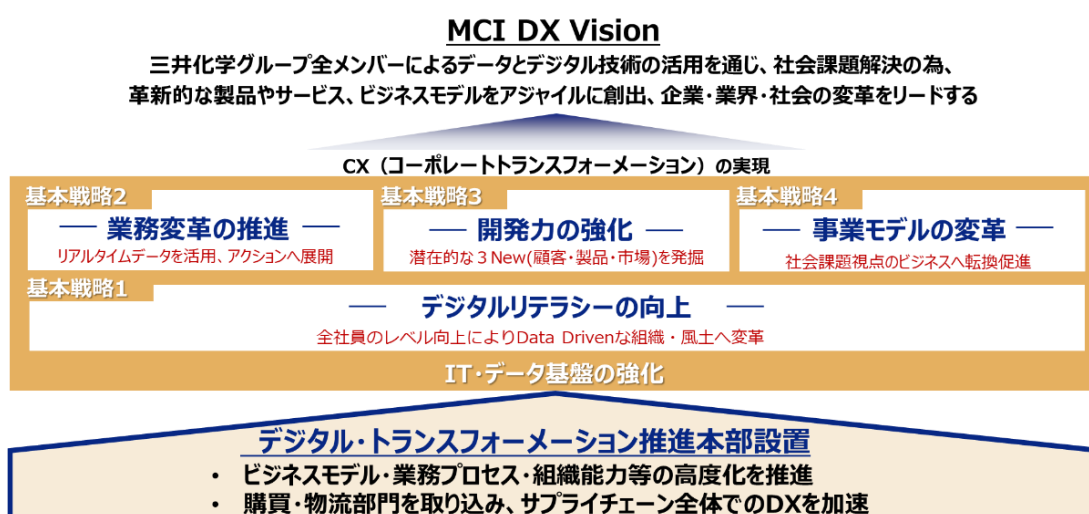 MCI DX Vision
三井化学グループ全メンバーによるデータとデジタル技術の活用を通じ、社会課題解決の為、
革新的な製品やサービス、ビジネスモデルをアジャイルに創出、企業・業界・社会の変革をリードする
CX（コーポレートトランスフォーメーション）の実現
基本戦略2
業務変革の推進
リアルタイムデータを活用、アクションへ展開
基本戦略3
開発力の強化
潜在的な３New(顧客・製品・市場)を発掘
基本戦略4
事業モデルの変革
社会課題視点のビジネスへ転換促進
基本戦略1
デジタルリテラシーの向上
全社員のレベル向上によりData Drivenな組織・風土へ変革
IT・データ基盤の強化
デジタル・トランスフォーメーション推進本部設置
• ビジネスモデル・業務プロセス・組織能力等の高度化を推進
• 購買・物流部門を取り込み、サプライチェーン全体でのDXを加速